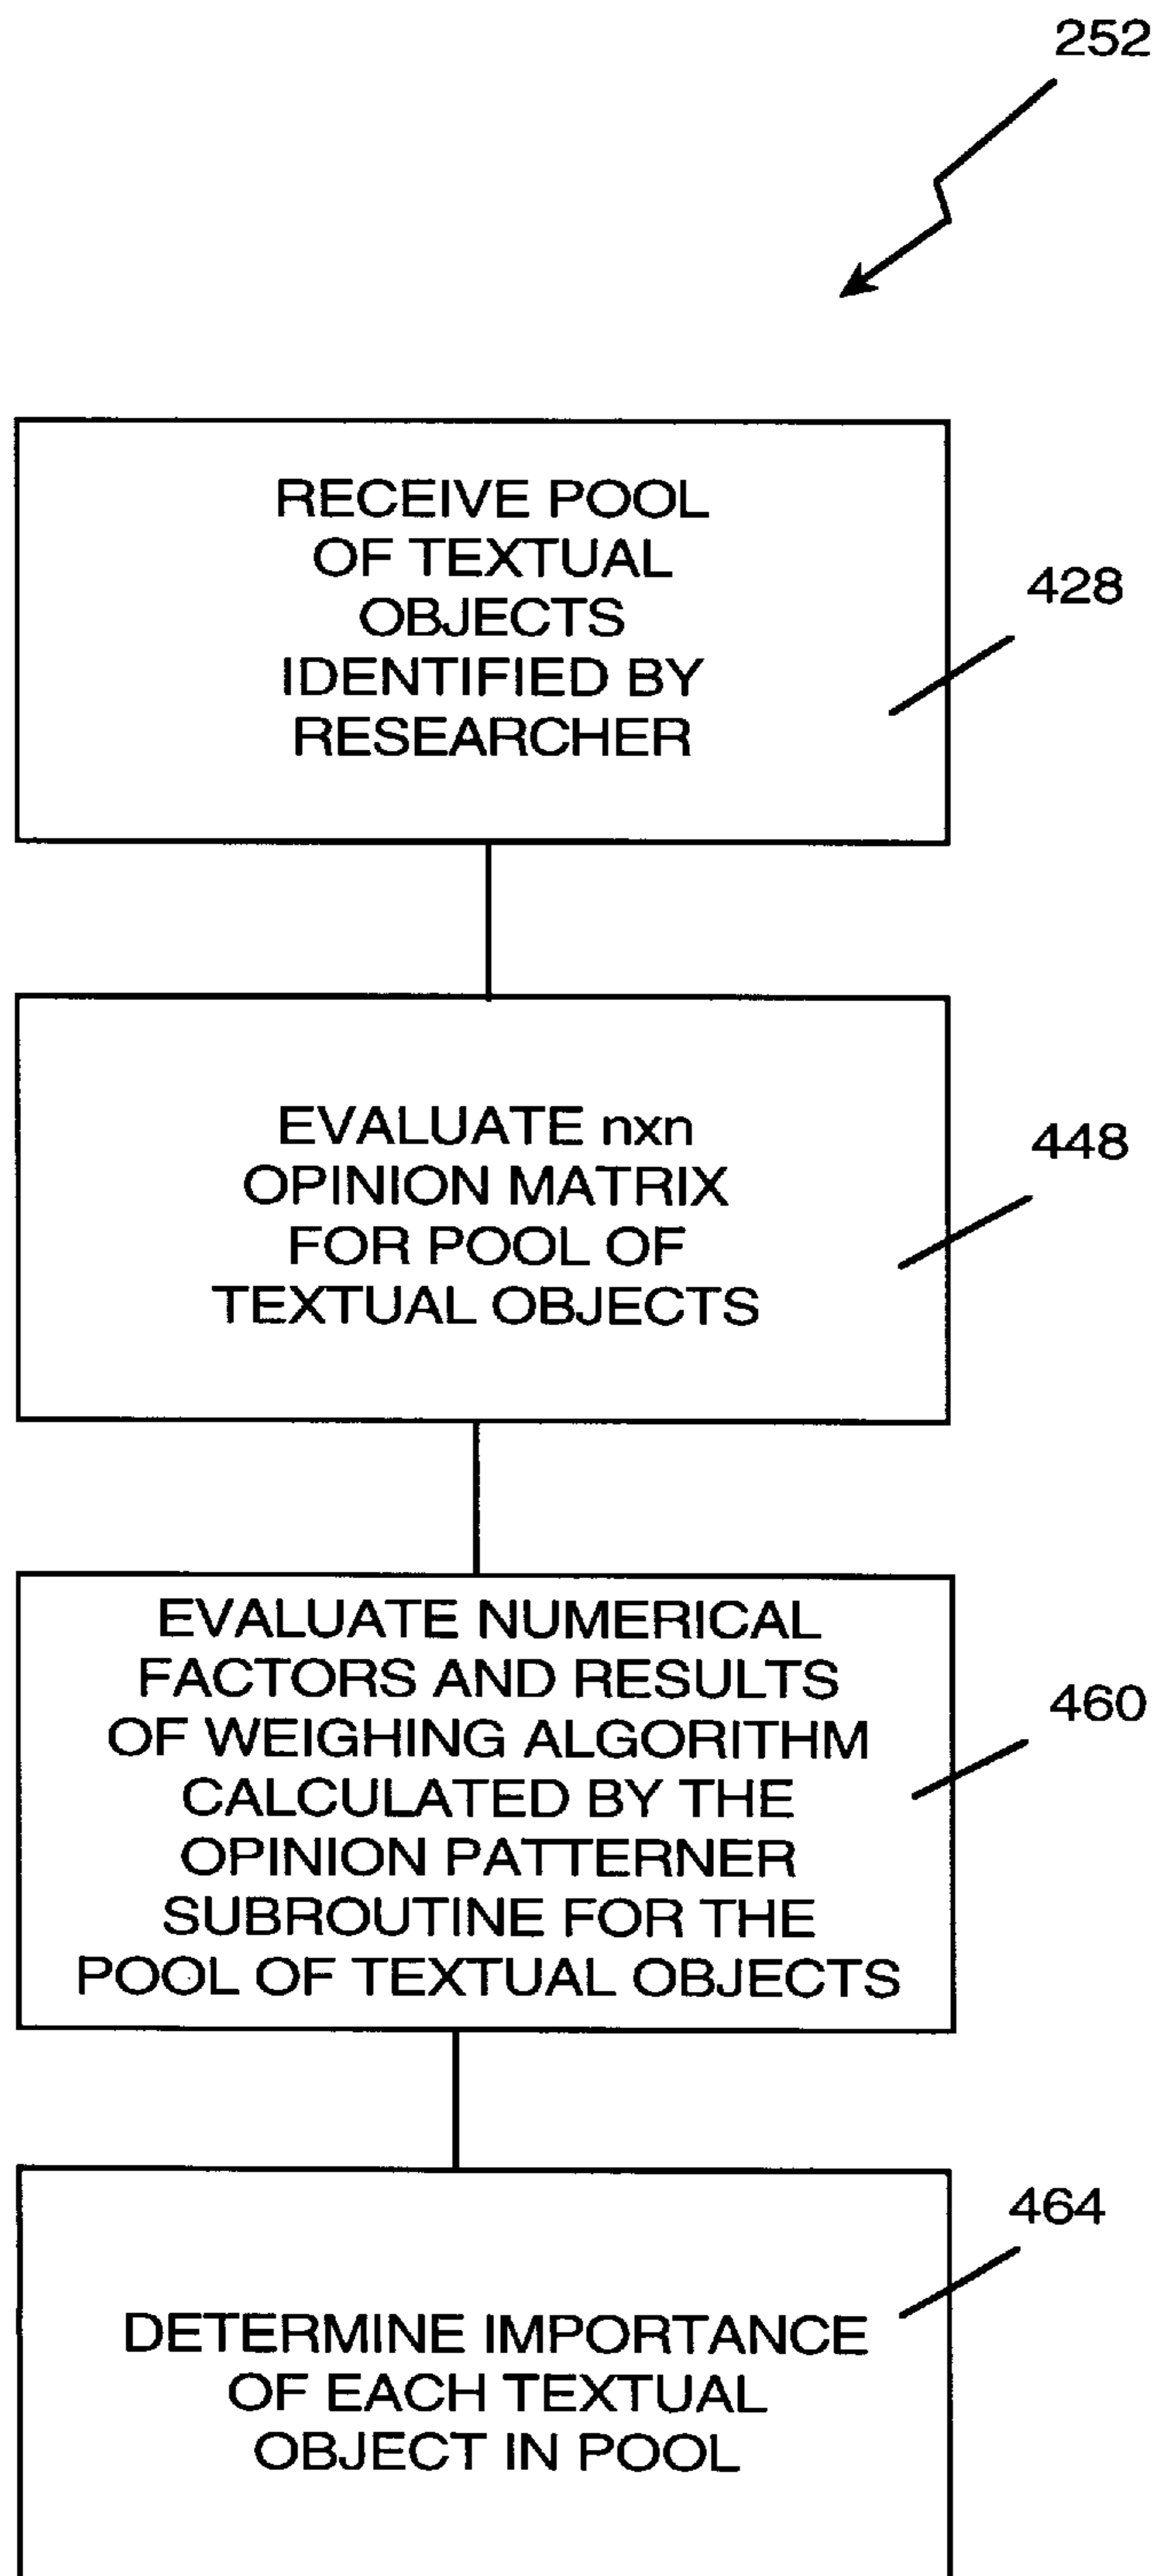 252
RECEIVE POOL
OF TEXTUAL
OBJECTS
IDENTIFIED BY
RESEARCHER
428
EVALUATE nxn
OPINION MATRIX
FOR POOL OF
TEXTUAL OBJECTS
448
EVALUATE NUMERICAL
FACTORS AND RESULTS
OF WEIGHING ALGORITHM
CALCULATED BY THE
OPINION PATTERNER
SUBROUTINE FOR THE
POOL OF TEXTUAL OBJECTS
460
DETERMINE IMPORTANCE
OF EACH TEXTUAL
OBJECT IN POOL
464